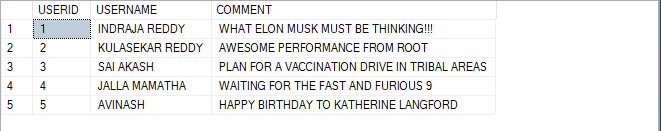 USERID USERNAME COMMENT
1 1 INDRAJA REDDY WHAT ELON MUSK MUST BE THINKING!!!
2 2 KULASEKAR REDDY AWESOME PERFORMANCE FROM ROOT
3 3 SAI AKASH PLAN FOR A VACCINATION DRIVE IN TRIBAL AREAS
4 4 JALLA MAMATHA WAITING FOR THE FAST AND FURIOUS 9
5 5 AVINASH HAPPY BIRTHDAY TO KATHERINE LANGFORD